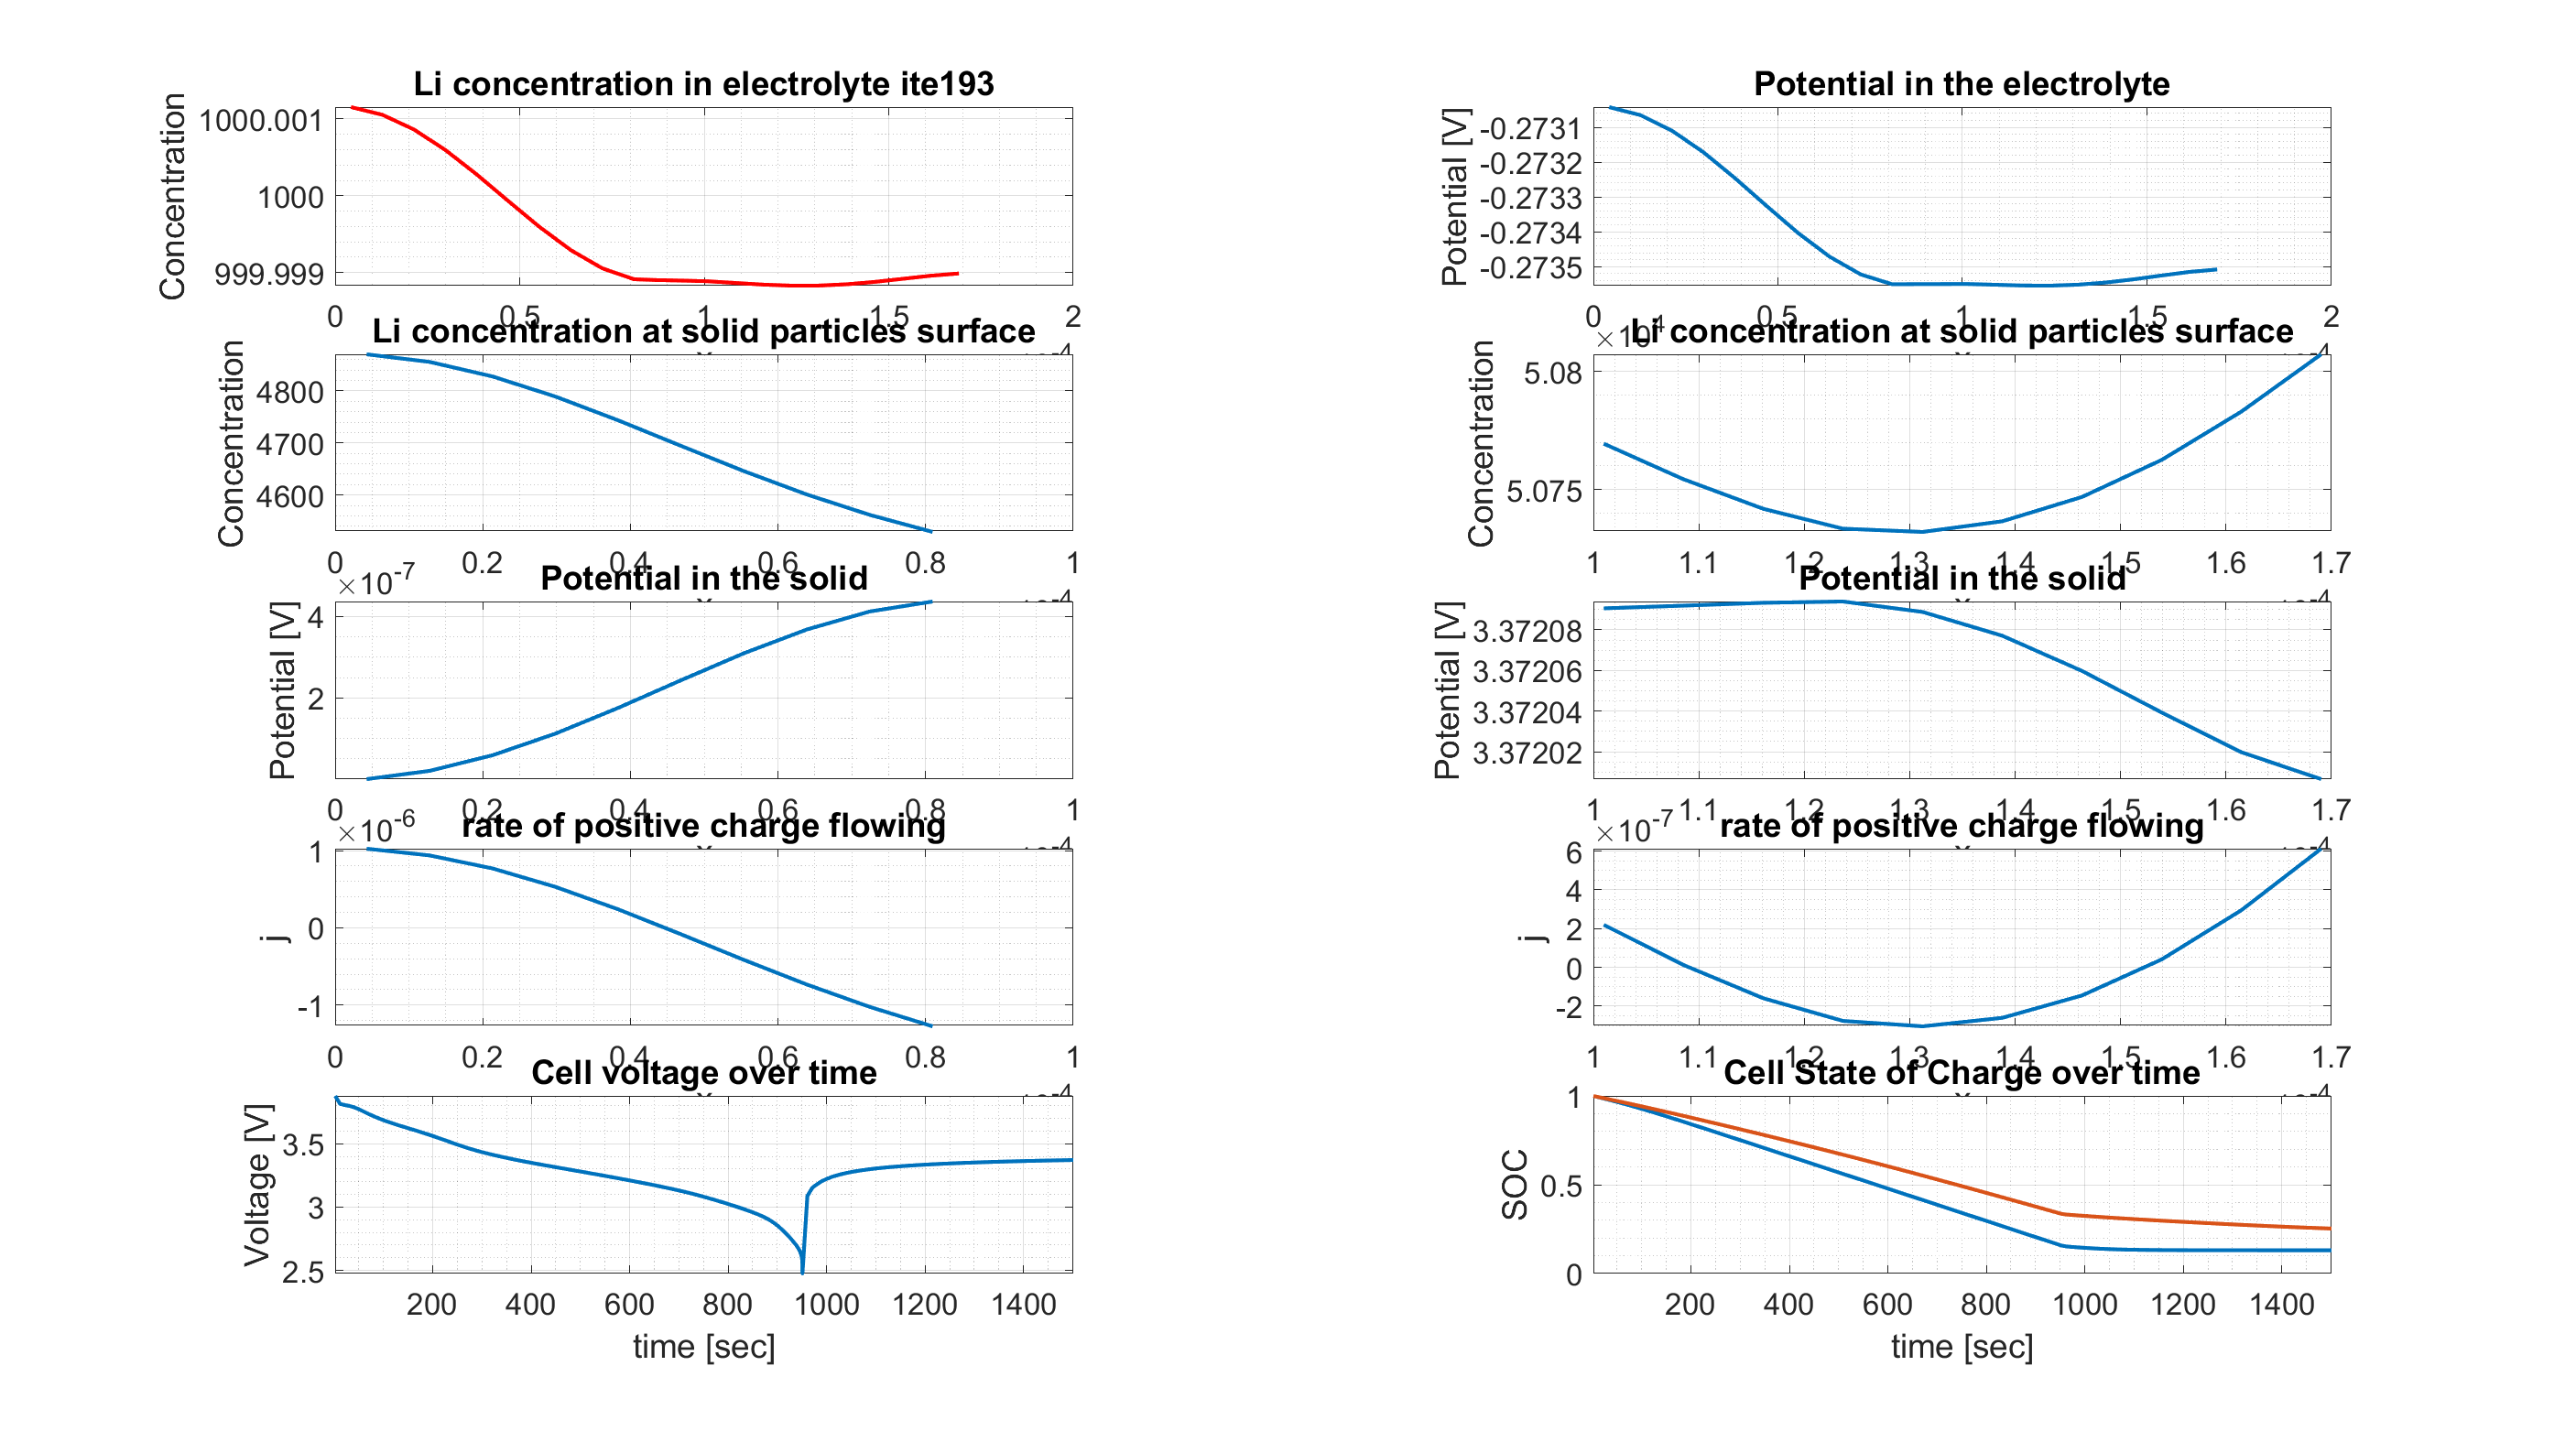 Li concentration in electrolyte ite193
Concentration
1000.001
1000
999.999
0 0.5 1 1.5 2
Potential in the electrolyte
Potential [V]
-0.2731
-0.2732
-0.2733
-0.2734
-0.2735
0 0.5 1 1.5 2
Li concentration at solid particles surface
Concentration
4800
4700
4600
0 0.2 0.4 0.6 0.8 1
Li concentration at solid particles surface
Concentration
5.08
5.075
1 1.1 1.2 1.3 1.4 1.5 1.6 1.7
Potential in the solid
×10-7
Potential [V]
4
2
0 0.2 0.4 0.6 0.8 1
Potential in the solid
Potential [V]
3.37208
3.37206
3.37204
3.37202
1 1.1 1.2 1.3 1.4 1.5 1.6 1.7
rate of positive charge flowing
×10-6
j
1
0
-1
0 0.2 0.4 0.6 0.8 1
rate of positive charge flowing
×10-7
j
6
4
2
0
-2
1 1.1 1.2 1.3 1.4 1.5 1.6 1.7
Cell voltage over time
Voltage [V]
3.5
3
2.5
200 400 600 800 1000 1200 1400
time [sec]
Cell State of Charge over time
SOC
1
0.5
0
200 400 600 800 1000 1200 1400
time [sec]